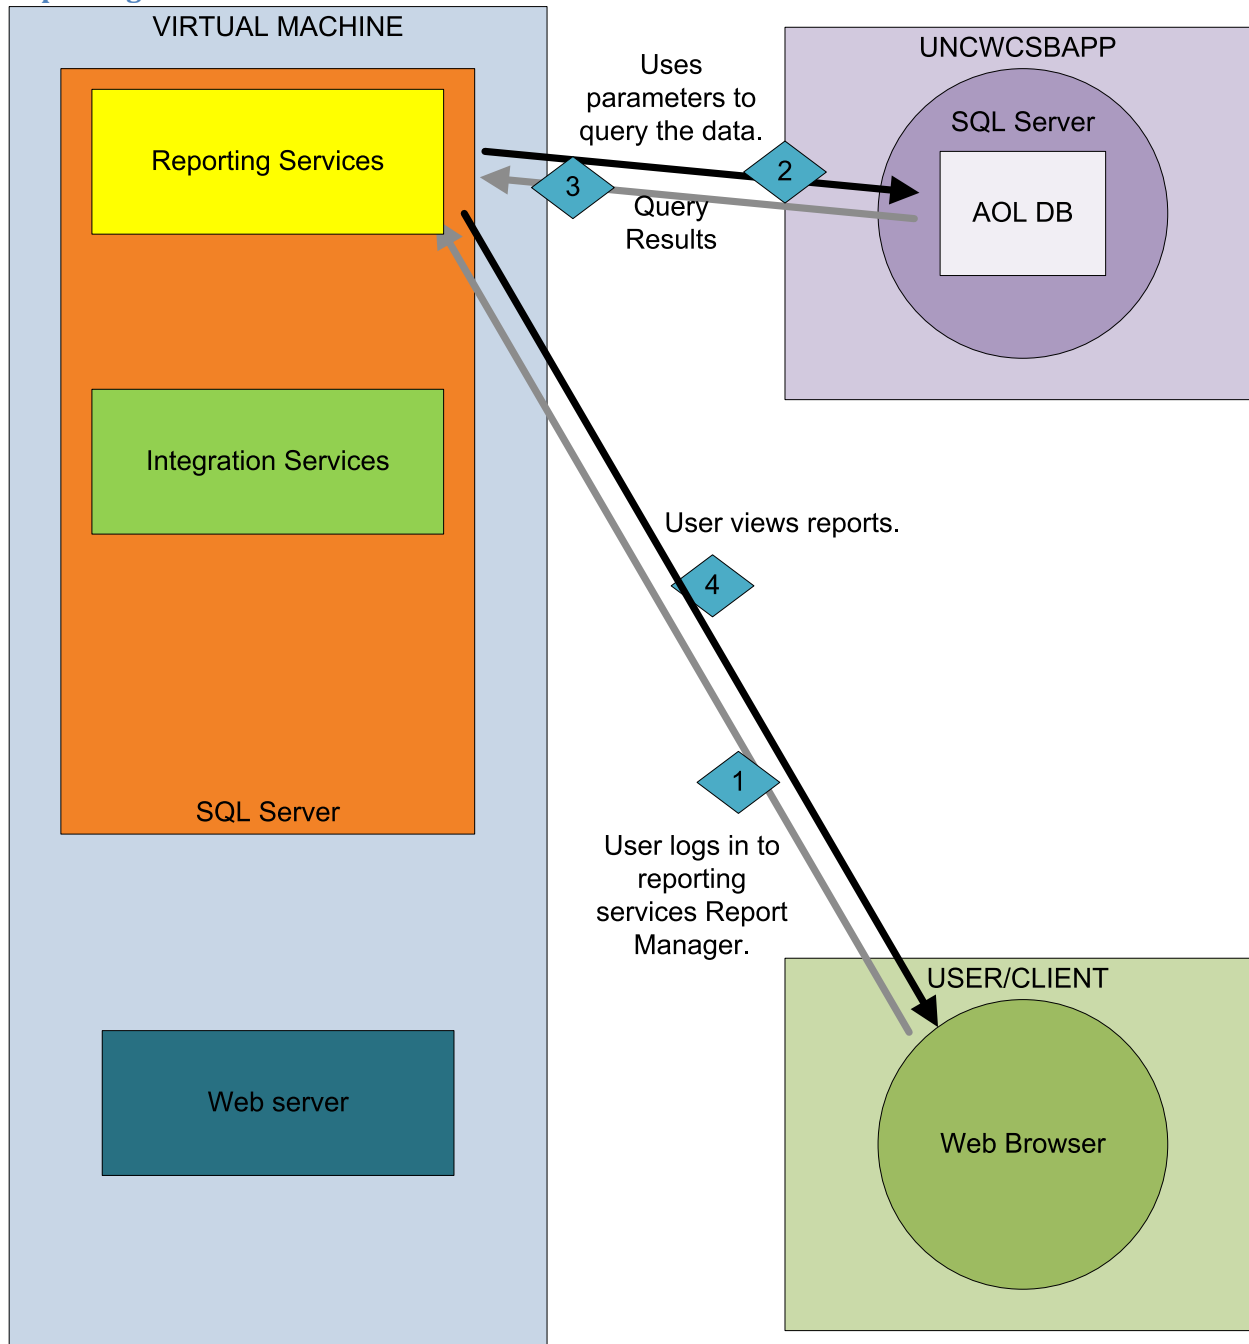 VIRTUAL MACHINE
UNCWCSBAPP
Uses
parameters to
query the data.
SQL Server
Reporting Services
2
3
AOL DB
Query
Results
Integration Services
User views reports.
4
1
SQL Server
User logs in to
reporting
services Report
Manager.
USER/CLIENT
Web server
Web Browser